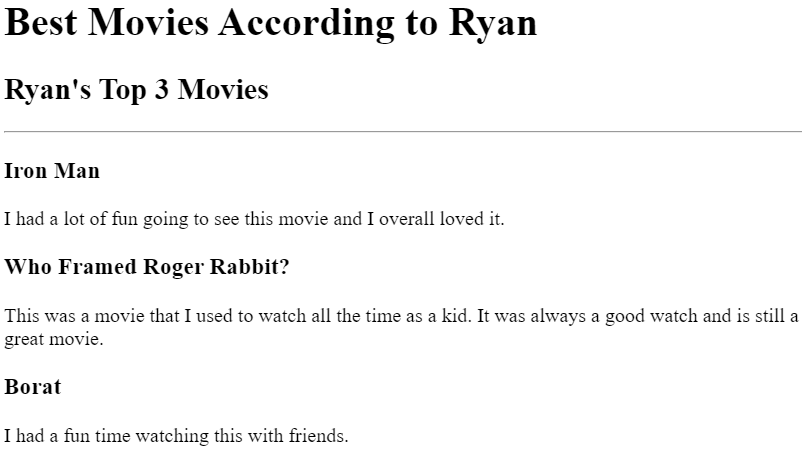 Best Movies According to Ryan
Ryan's Top 3 Movies
Iron Man
I had a lot of fun going to see this movie and I overall loved it.
Who Framed Roger Rabbit?
This was a movie that I used to watch all the time as a kid. It was always a good watch and is still a
great movie.
Borat
I had a fun time watching this with friends.